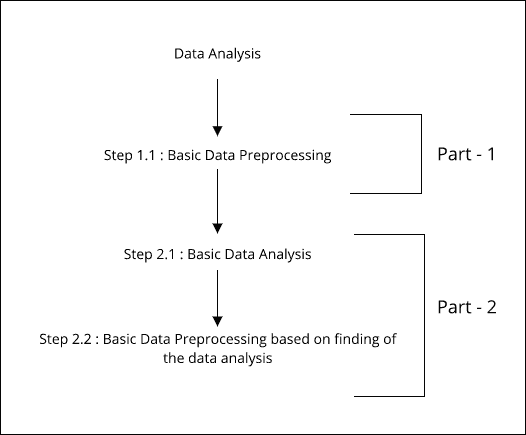 Data Analysis
Step 1.1 : Basic Data Preprocessing
Part - 1
Step 2.1 : Basic Data Analysis
Part - 2
Step 2.2 : Basic Data Preprocessing based on finding of
the data analysis